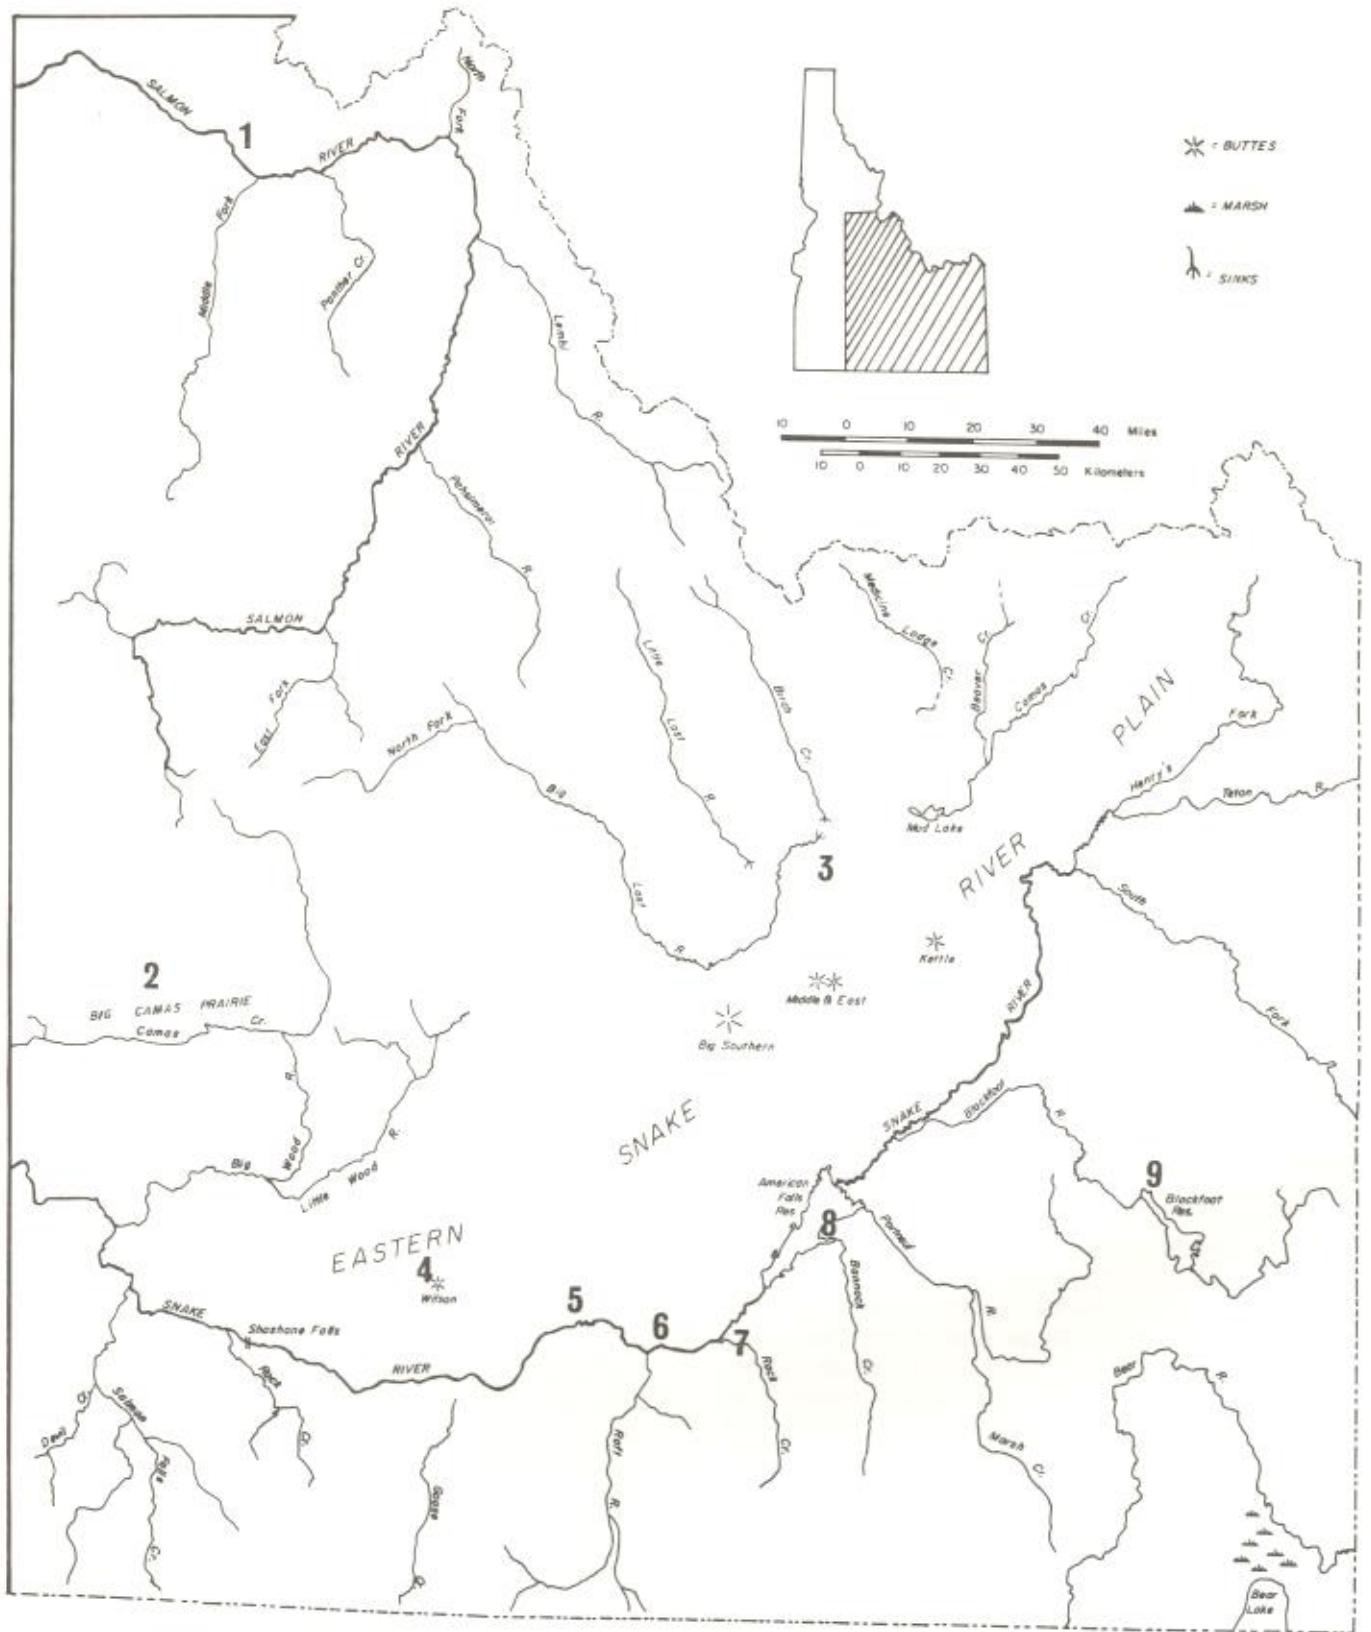 North
Fork
SALMON
1
RIVER
Middle
Fork
Panther Cr.
Lemhi
R.
= BUTTES
= MARSH
= SINKS
10 0 10 20 30 40 Miles
10 0 10 20 30 40 50 Kilometers
RIVER
Pahsimeroi
R.
SALMON
East
Fork
North Fork
Big
Lost
R.
Little
Lost
R.
Birch
Cr.
3
Medicine
Lodge
Cr.
Beaver
Cr.
Camas
Cr.
Mud Lake
PLAIN
Henry's
Fork
Teton R.
RIVER
South
Fork
2
BIG CAMAS PRAIRIE
Camas Cr.
Kettle
Middle & East
Big Southern
RIVER
SNAKE
SNAKE
Blackfoot
R.
Big
Wood
R.
Little Wood R.
American
Falls
Res.
8
9
Blackfoot
Res.
Portneuf
R.
Bannock
Cr.
EASTERN
4
Wilson
5
6
7
SNAKE
Shoshone Falls
RIVER
Rock
Cr.
Rock
Cr.
Devil
Cr.
Salmon
Falls
Cr.
Goose
Cr.
Raft
R.
Marsh
Cr.
Bear
R.
Bear
Lake